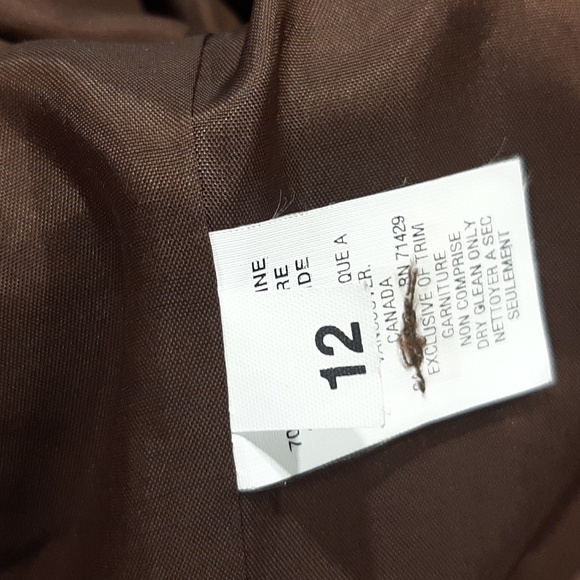 12
INE
RE
DE
QUE A
VANCOUVER.
CANADA
RN 71429
EXCLUSIVE OF TRIM
GARNITURE
NON COMPRISE
DRY CLEAN ONLY
NETTOYER A SEC
SEULEMENT
70